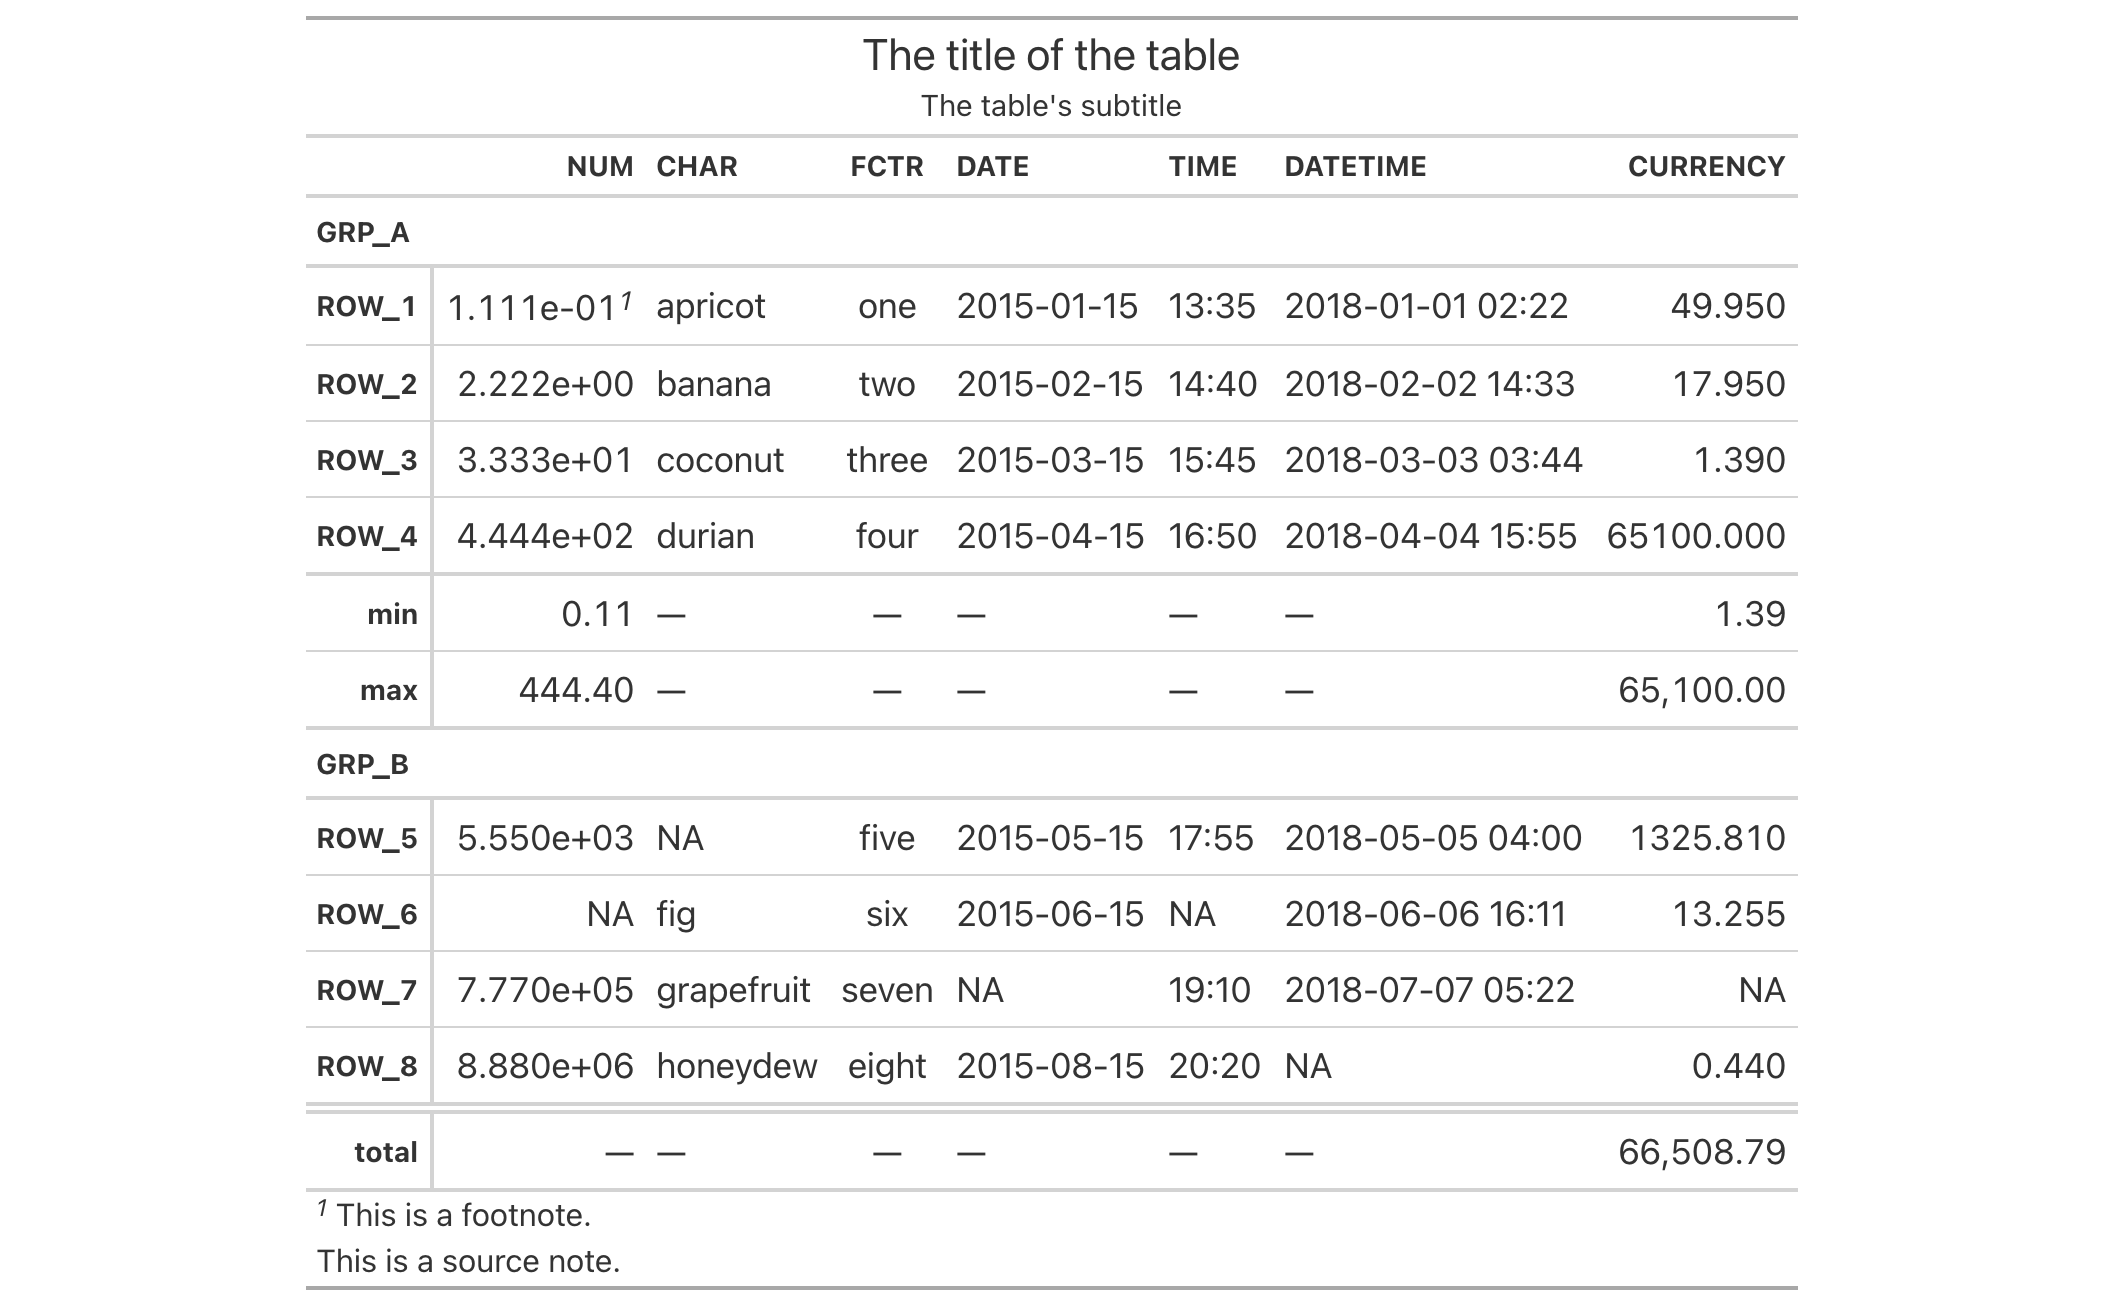 The title of the table
The table's subtitle
NUM CHAR FCTR DATE TIME DATETIME CURRENCY
GRP_A
ROW_1 1.111e-01¹ apricot one 2015-01-15 13:35 2018-01-01 02:22 49.950
ROW_2 2.222e+00 banana two 2015-02-15 14:40 2018-02-02 14:33 17.950
ROW_3 3.333e+01 coconut three 2015-03-15 15:45 2018-03-03 03:44 1.390
ROW_4 4.444e+02 durian four 2015-04-15 16:50 2018-04-04 15:55 65100.000
min 0.11 — — — — — 1.39
max 444.40 — — — — — 65,100.00
GRP_B
ROW_5 5.550e+03 NA five 2015-05-15 17:55 2018-05-05 04:00 1325.810
ROW_6 NA fig six 2015-06-15 NA 2018-06-06 16:11 13.255
ROW_7 7.770e+05 grapefruit seven NA 19:10 2018-07-07 05:22 NA
ROW_8 8.880e+06 honeydew eight 2015-08-15 20:20 NA 0.440
total — — — — — — 66,508.79
¹ This is a footnote.
This is a source note.